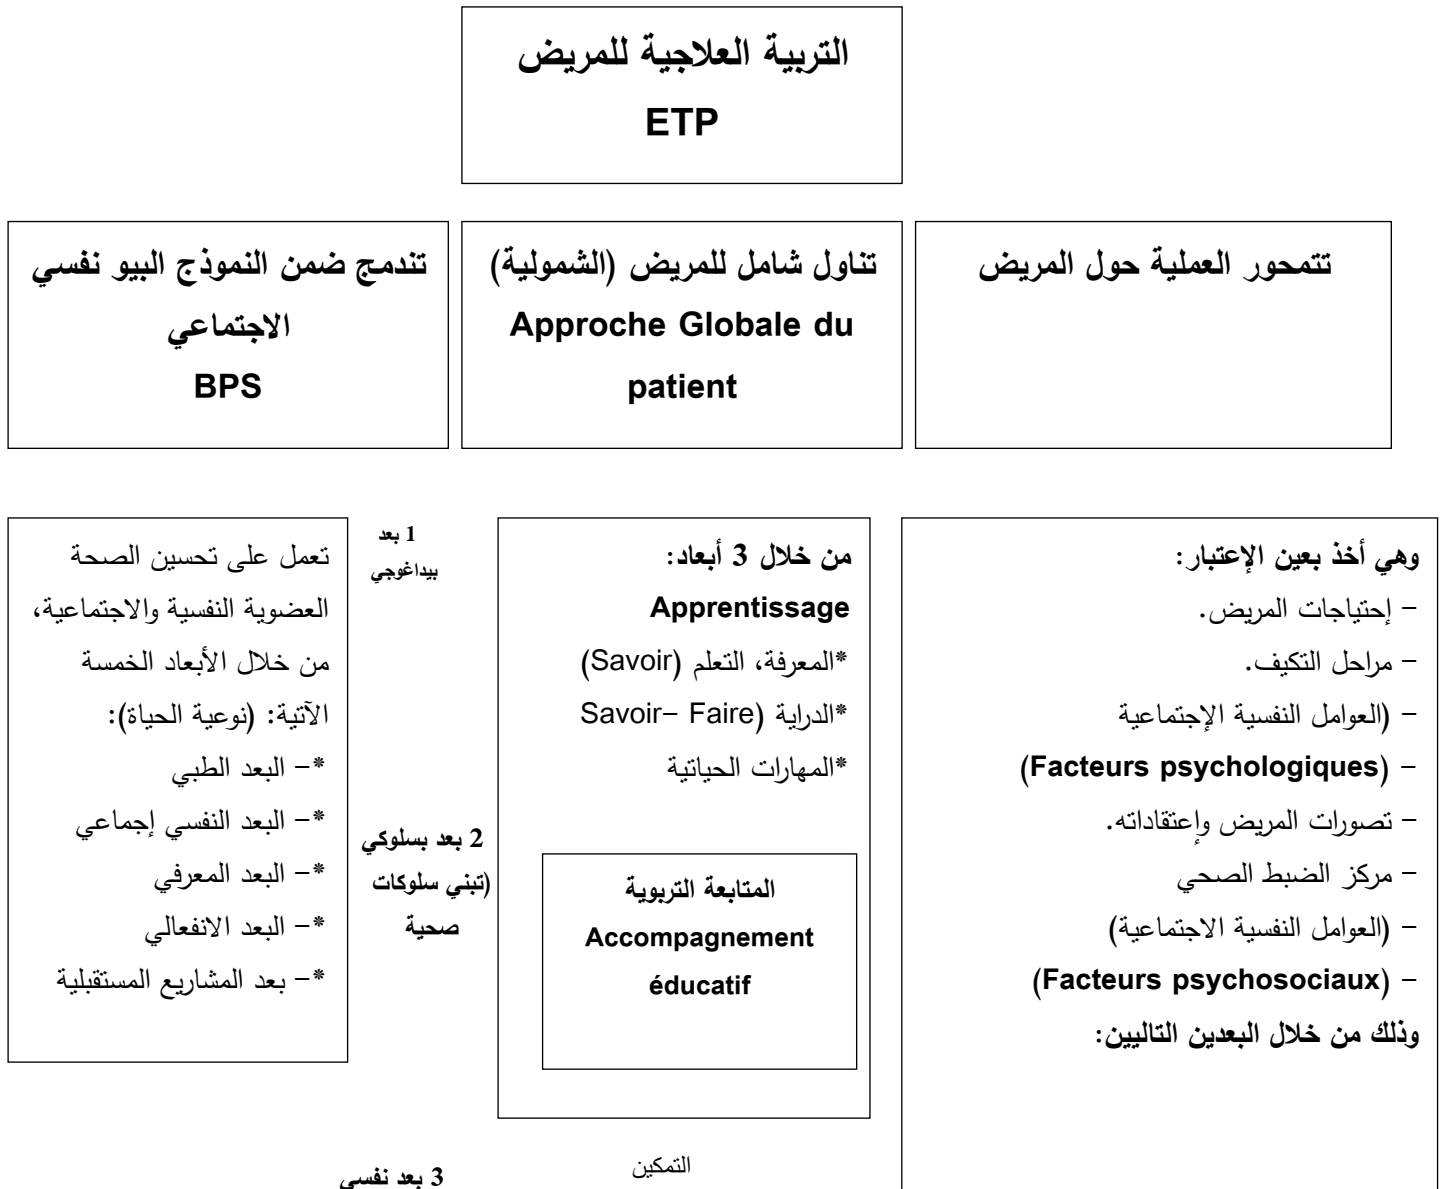 التربية العلاجية للمريض
ETP
تتمحور العملية حول المريض
تناول شامل للمريض (الشمولية)
Approche Globale du
patient
تندمج ضمن النموذج البيو نفسي
الاجتماعي
BPS
وهي أخذ بعين الإعتبار:
– إحتياجات المريض.
– مراحل التكيف.
– (العوامل النفسية الإجتماعية
– (Facteurs psychologiques)
– تصورات المريض وإعتقاداته.
– مركز الضبط الصحي
– (العوامل النفسية الاجتماعية)
– (Facteurs psychosociaux)
وذلك من خلال البعدين التاليين:
من خلال 3 أبعاد:
Apprentissage
*المعرفة، التعلم (Savoir)
*الدراية (Savoir– Faire
*المهارات الحياتية
المتابعة التربوية
Accompagnement
éducatif
التمكين
1 بعد
بيداغوجي
2 بعد بسلوكي
(تبني سلوكات
صحية
3 بعد نفسي
تعمل على تحسين الصحة
العضوية النفسية والاجتماعية،
من خلال الأبعاد الخمسة
الآتية: (نوعية الحياة):
*– البعد الطبي
*– البعد النفسي إجماعي
*– البعد المعرفي
*– البعد الانفعالي
*– بعد المشاريع المستقبلية